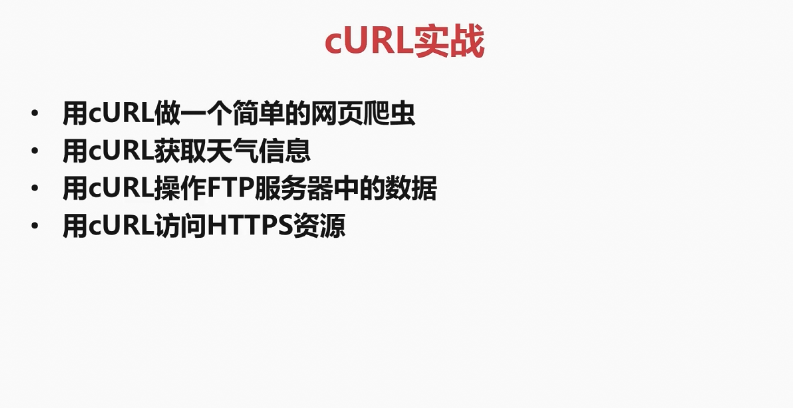 cURL实战
• 用cURL做一个简单的网页爬虫
• 用cURL获取天气信息
• 用cURL操作FTP服务器中的数据
• 用cURL访问HTTPS资源